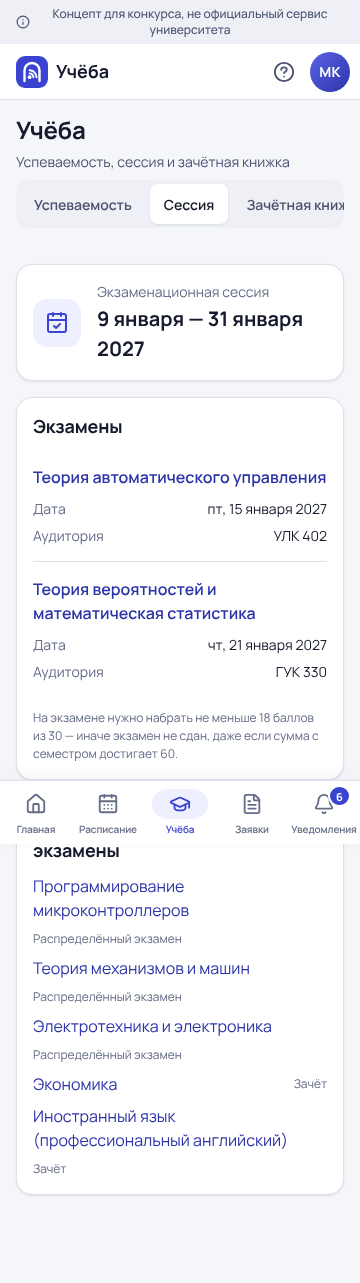 Концепт для конкурса, не официальный сервис
университета
Учёба
МК
Учёба
Успеваемость, сессия и зачётная книжка
Успеваемость
Сессия
Зачётная книж
Экзаменационная сессия
9 января — 31 января
2027
Экзамены
Теория автоматического управления
Дата пт, 15 января 2027
Аудитория УЛК 402
Теория вероятностей и
математическая статистика
Дата чт, 21 января 2027
Аудитория ГУК 330
На экзамене нужно набрать не меньше 18 баллов
из 30 — иначе экзамен не сдан, даже если сумма с
семестром достигает 60.
6
Главная Расписание Учёба Заявки Уведомления
экзамены
Программирование
микроконтроллеров
Распределённый экзамен
Теория механизмов и машин
Распределённый экзамен
Электротехника и электроника
Распределённый экзамен
Экономика Зачёт
Иностранный язык
(профессиональный английский)
Зачёт